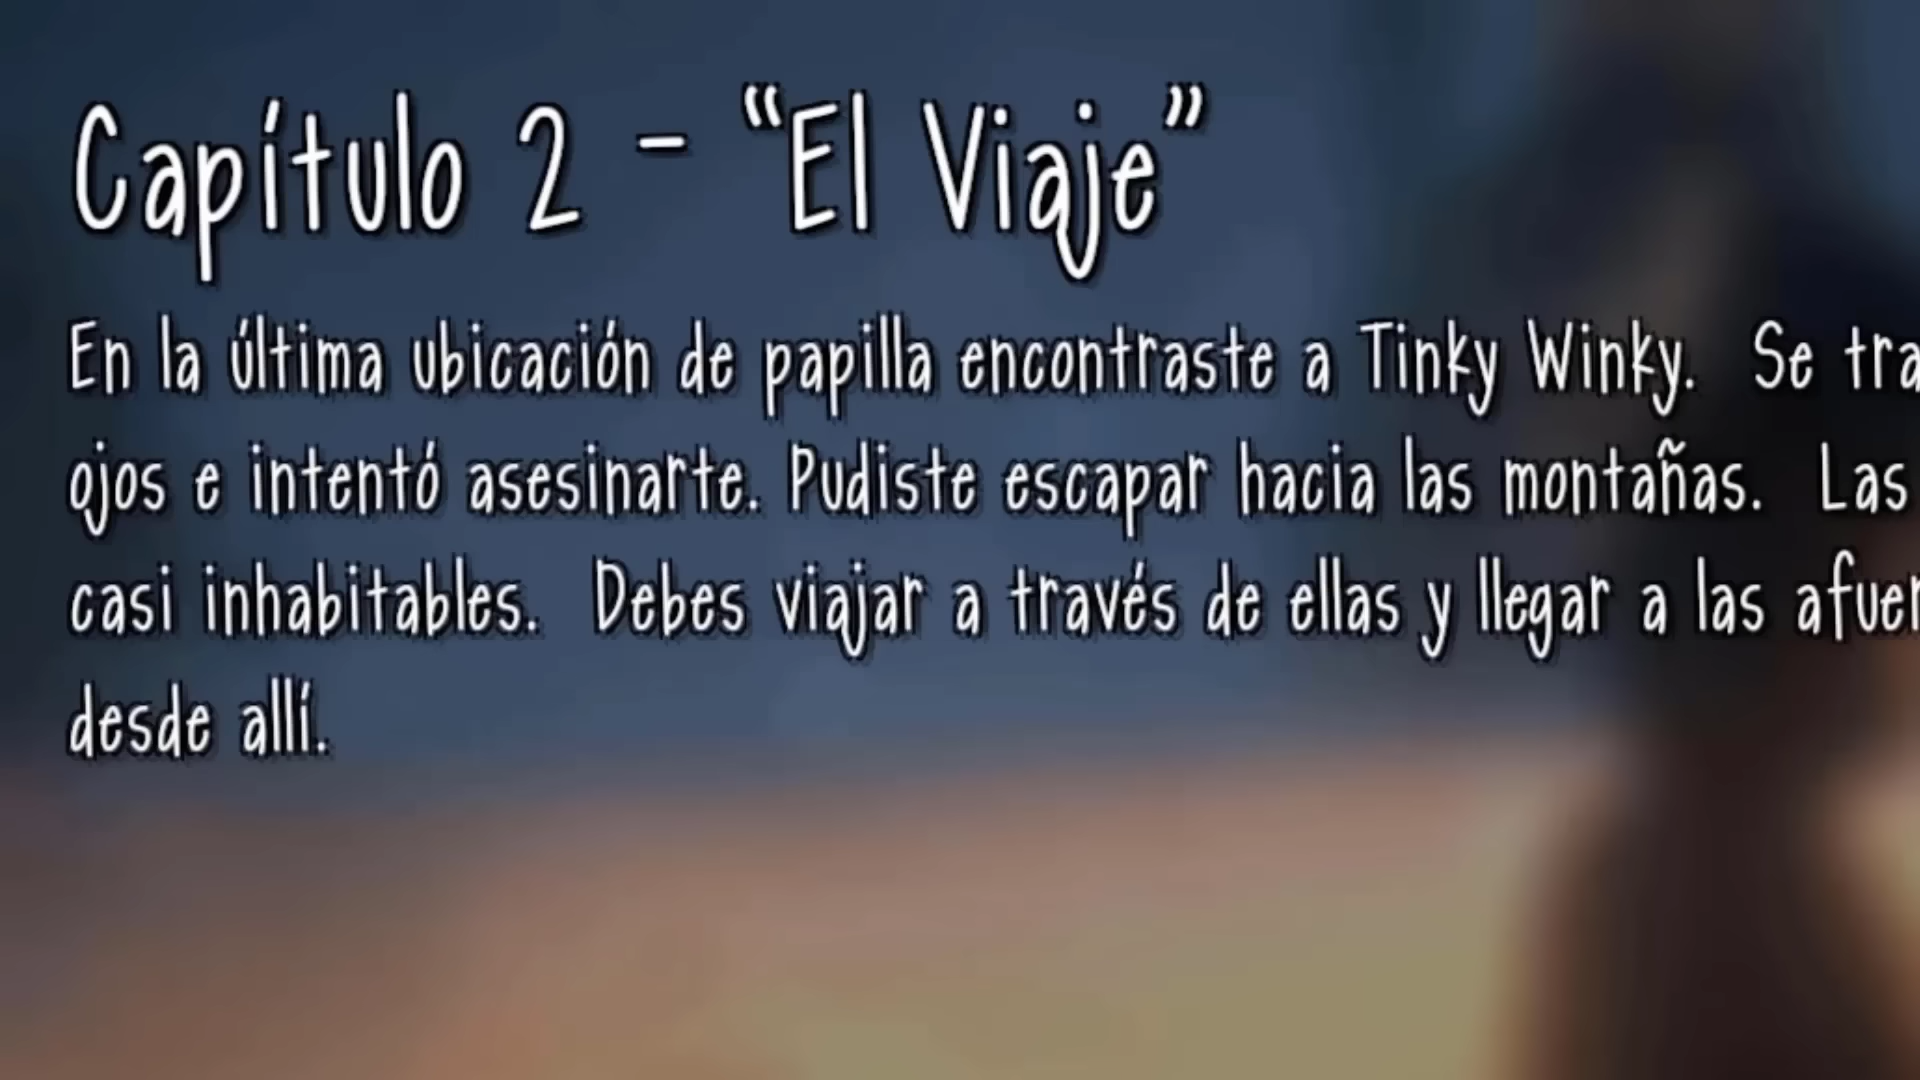 Capítulo 2 - “El Viaje”
En la última ubicación de papilla encontraste a Tinky Winky. Se
ojos e intentó asesinarte. Pudiste escapar hacia las montañas. Las
casi inhabitables. Debes viajar a través de ellas y llegar a las
desde allí.